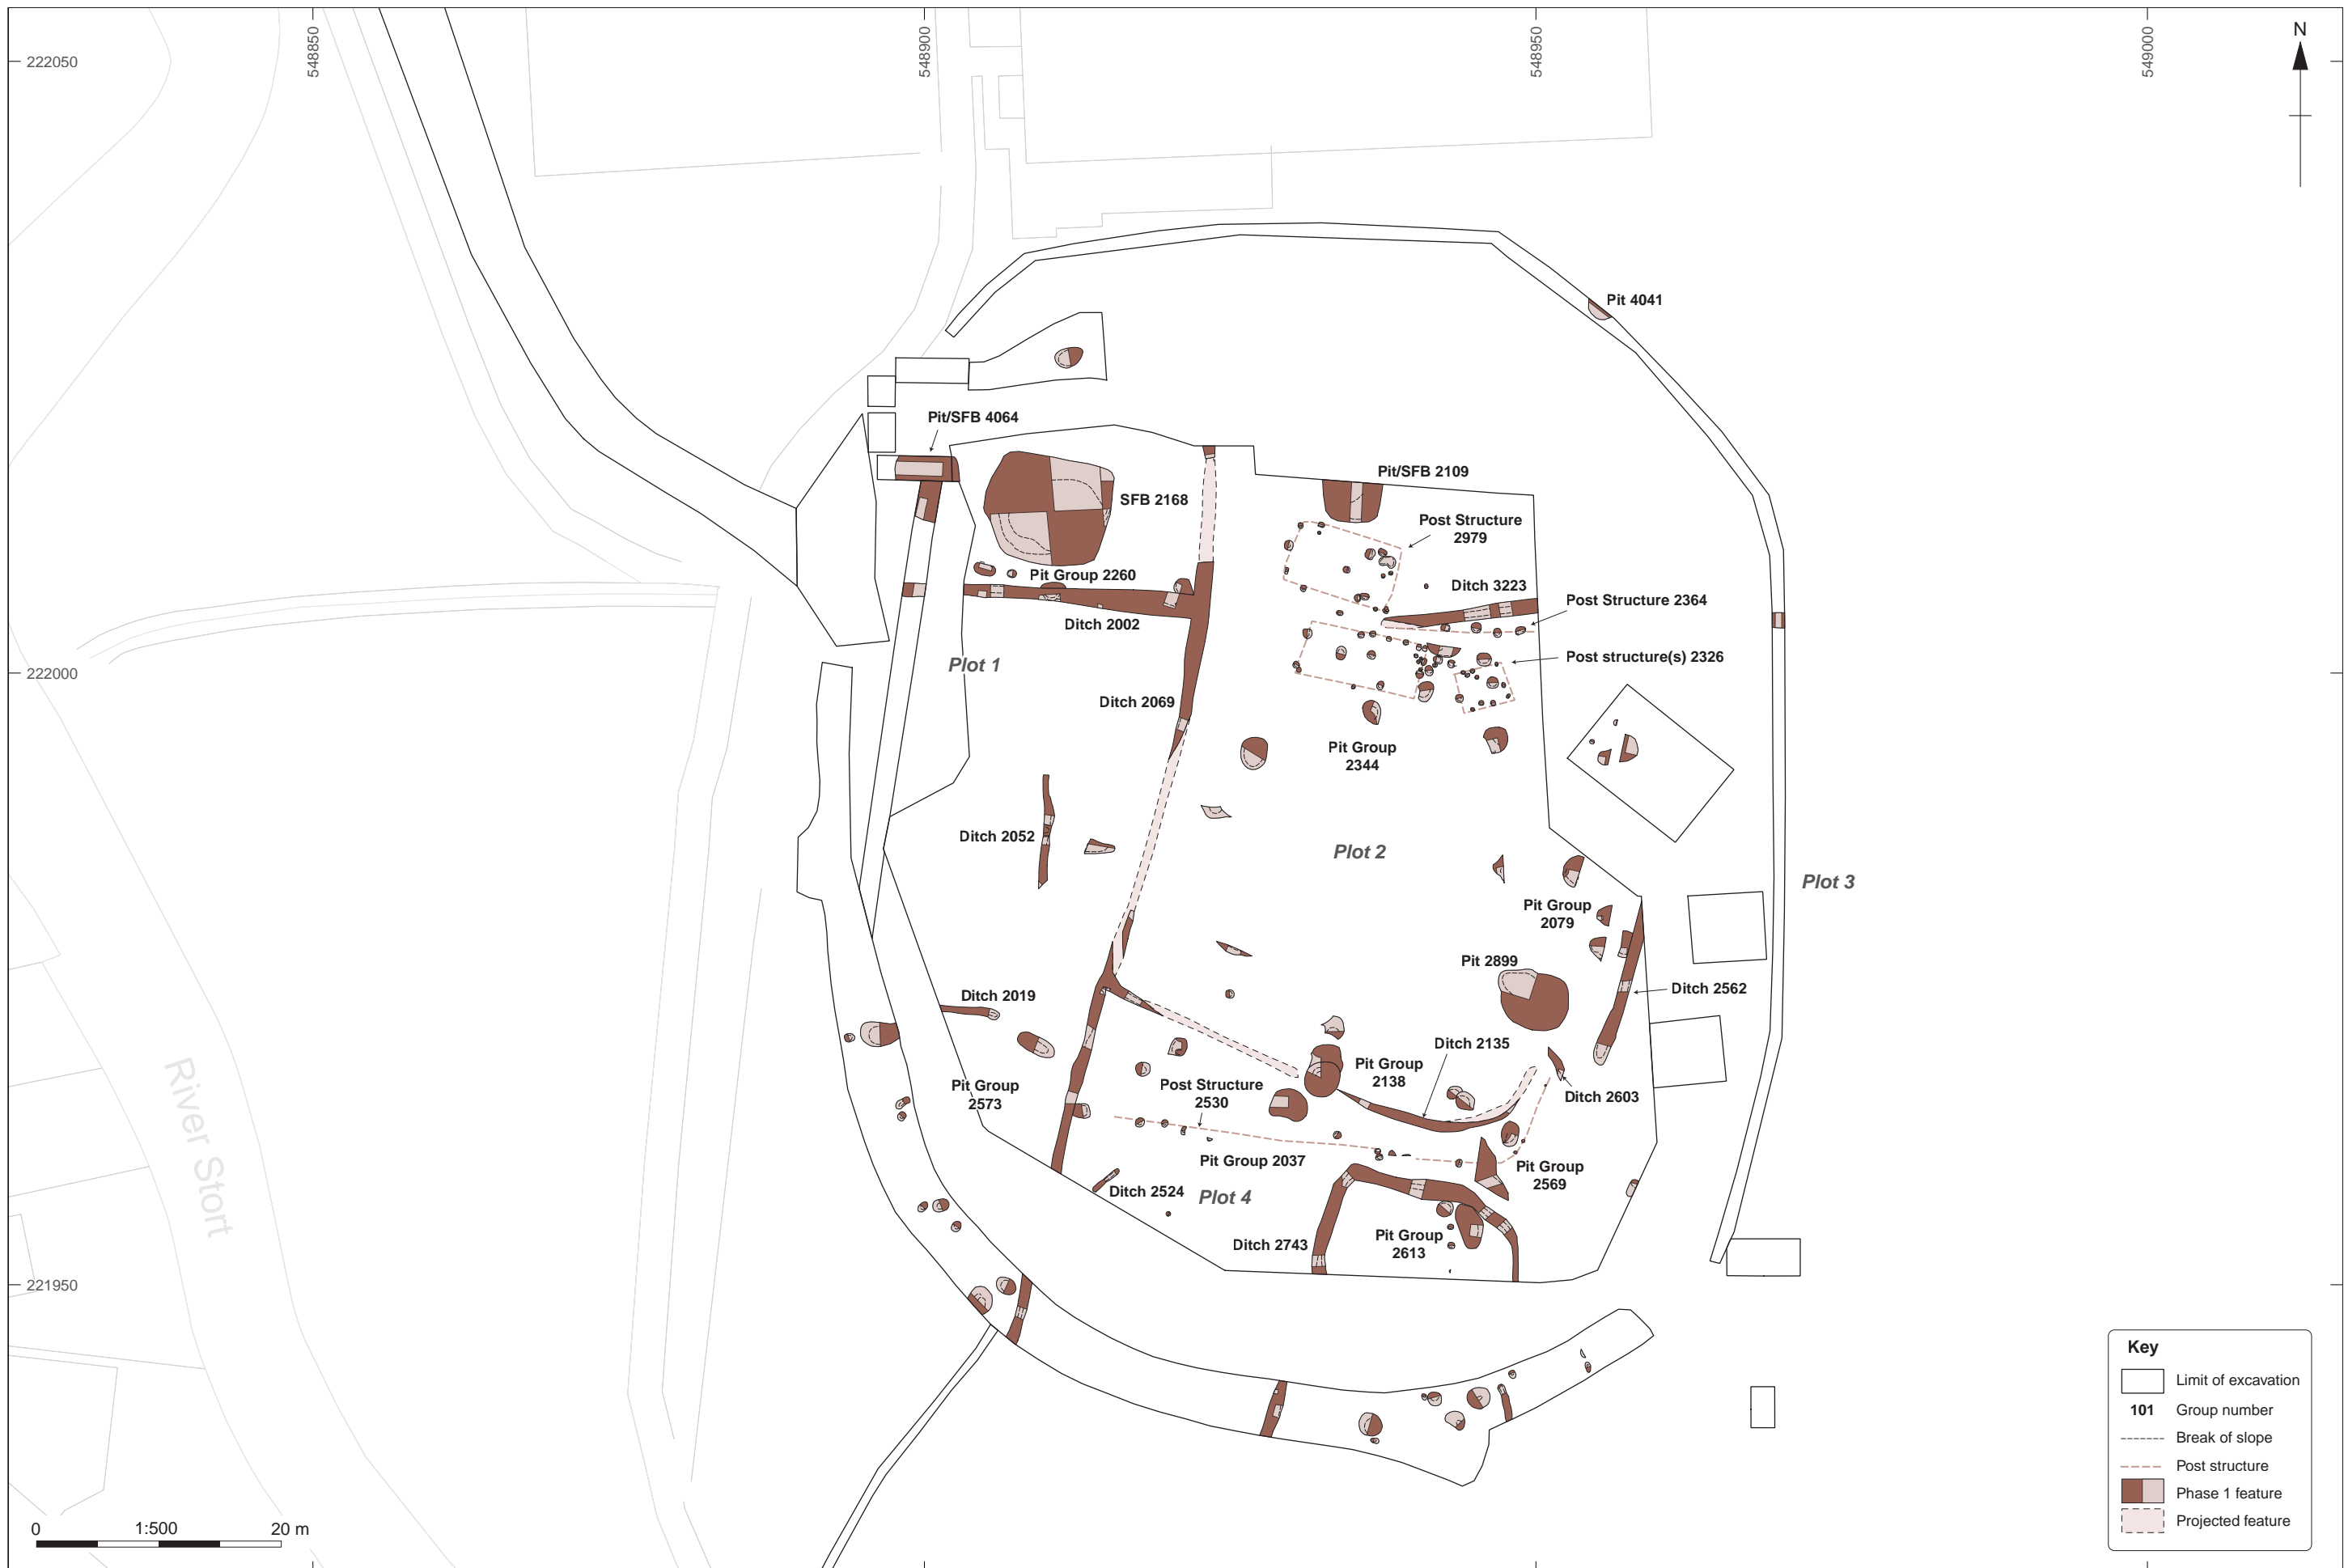 548850
548900
548950
549000
N
222050
222000
221950
Pit 4041
Pit/SFB 4064
Pit/SFB 2109
SFB 2168
Post Structure
2979
Pit Group 2260
Ditch 3223
Post Structure 2364
Ditch 2002
Plot 1
Post structure(s) 2326
Ditch 2069
Pit Group
2344
Ditch 2052
Plot 2
Plot 3
Pit Group
2079
Pit 2899
Ditch 2562
Ditch 2019
Ditch 2135
Pit Group
2138
Pit Group
2573
Post Structure
2530
Ditch 2603
Pit Group 2037
Pit Group
2569
Ditch 2524
Plot 4
Ditch 2743
Pit Group
2613
River Stort
Key
Limit of excavation
101 Group number
Break of slope
Post structure
Phase 1 feature
Projected feature
0 1:500 20 m